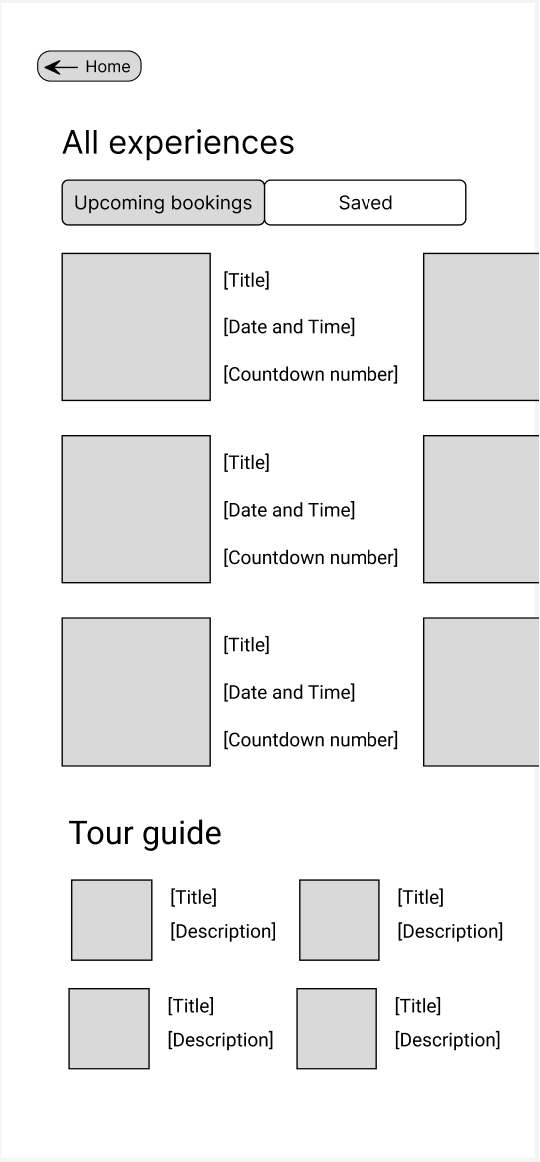 Home
All experiences
Upcoming bookings
Saved
[Title]
[Date and Time]
[Countdown number]
[Title]
[Date and Time]
[Countdown number]
[Title]
[Date and Time]
[Countdown number]
Tour guide
[Title]
[Description]
[Title]
[Description]
[Title]
[Description]
[Title]
[Description]